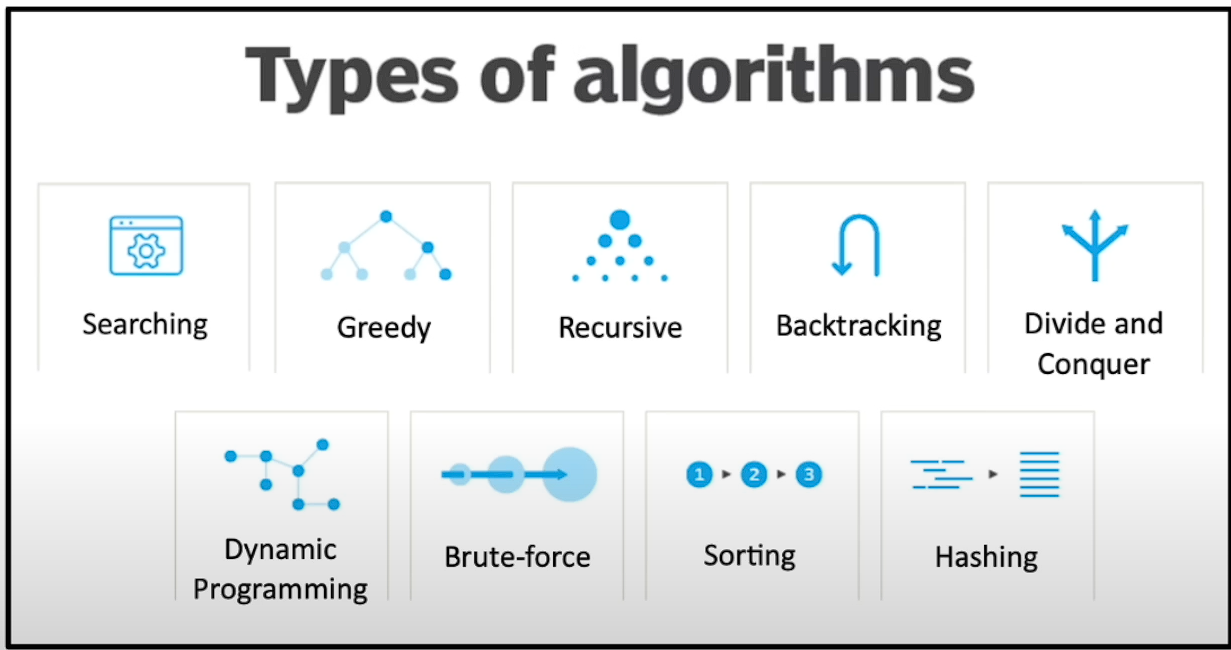 Types of algorithms
Searching
Greedy
Recursive
Backtracking
Divide and
Conquer
Dynamic
Programming
Brute-force
1 2 3
Sorting
Hashing